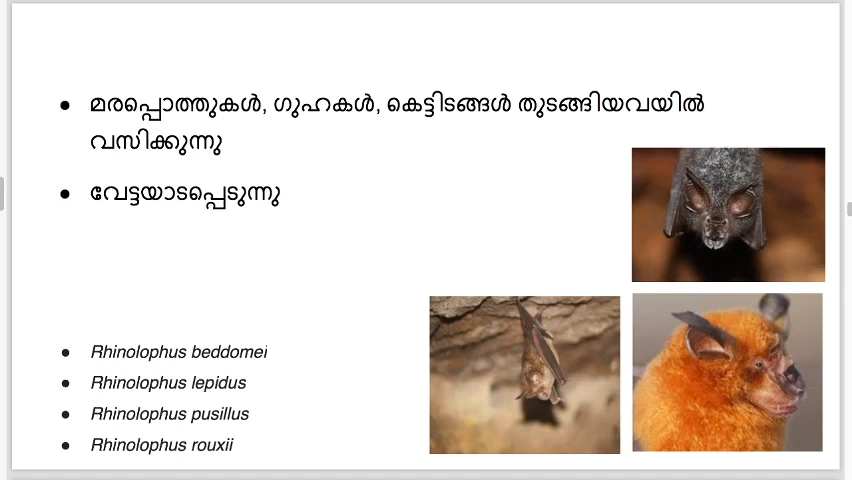 • മരപ്പൊത്തുകൾ, ഗുഹകൾ, കെട്ടിടങ്ങൾ തുടങ്ങിയവയിൽ
വസിക്കുന്നു
• വേട്ടയാടപ്പെടുന്നു
• Rhinolophus beddomei
• Rhinolophus lepidus
• Rhinolophus pusillus
• Rhinolophus rouxii